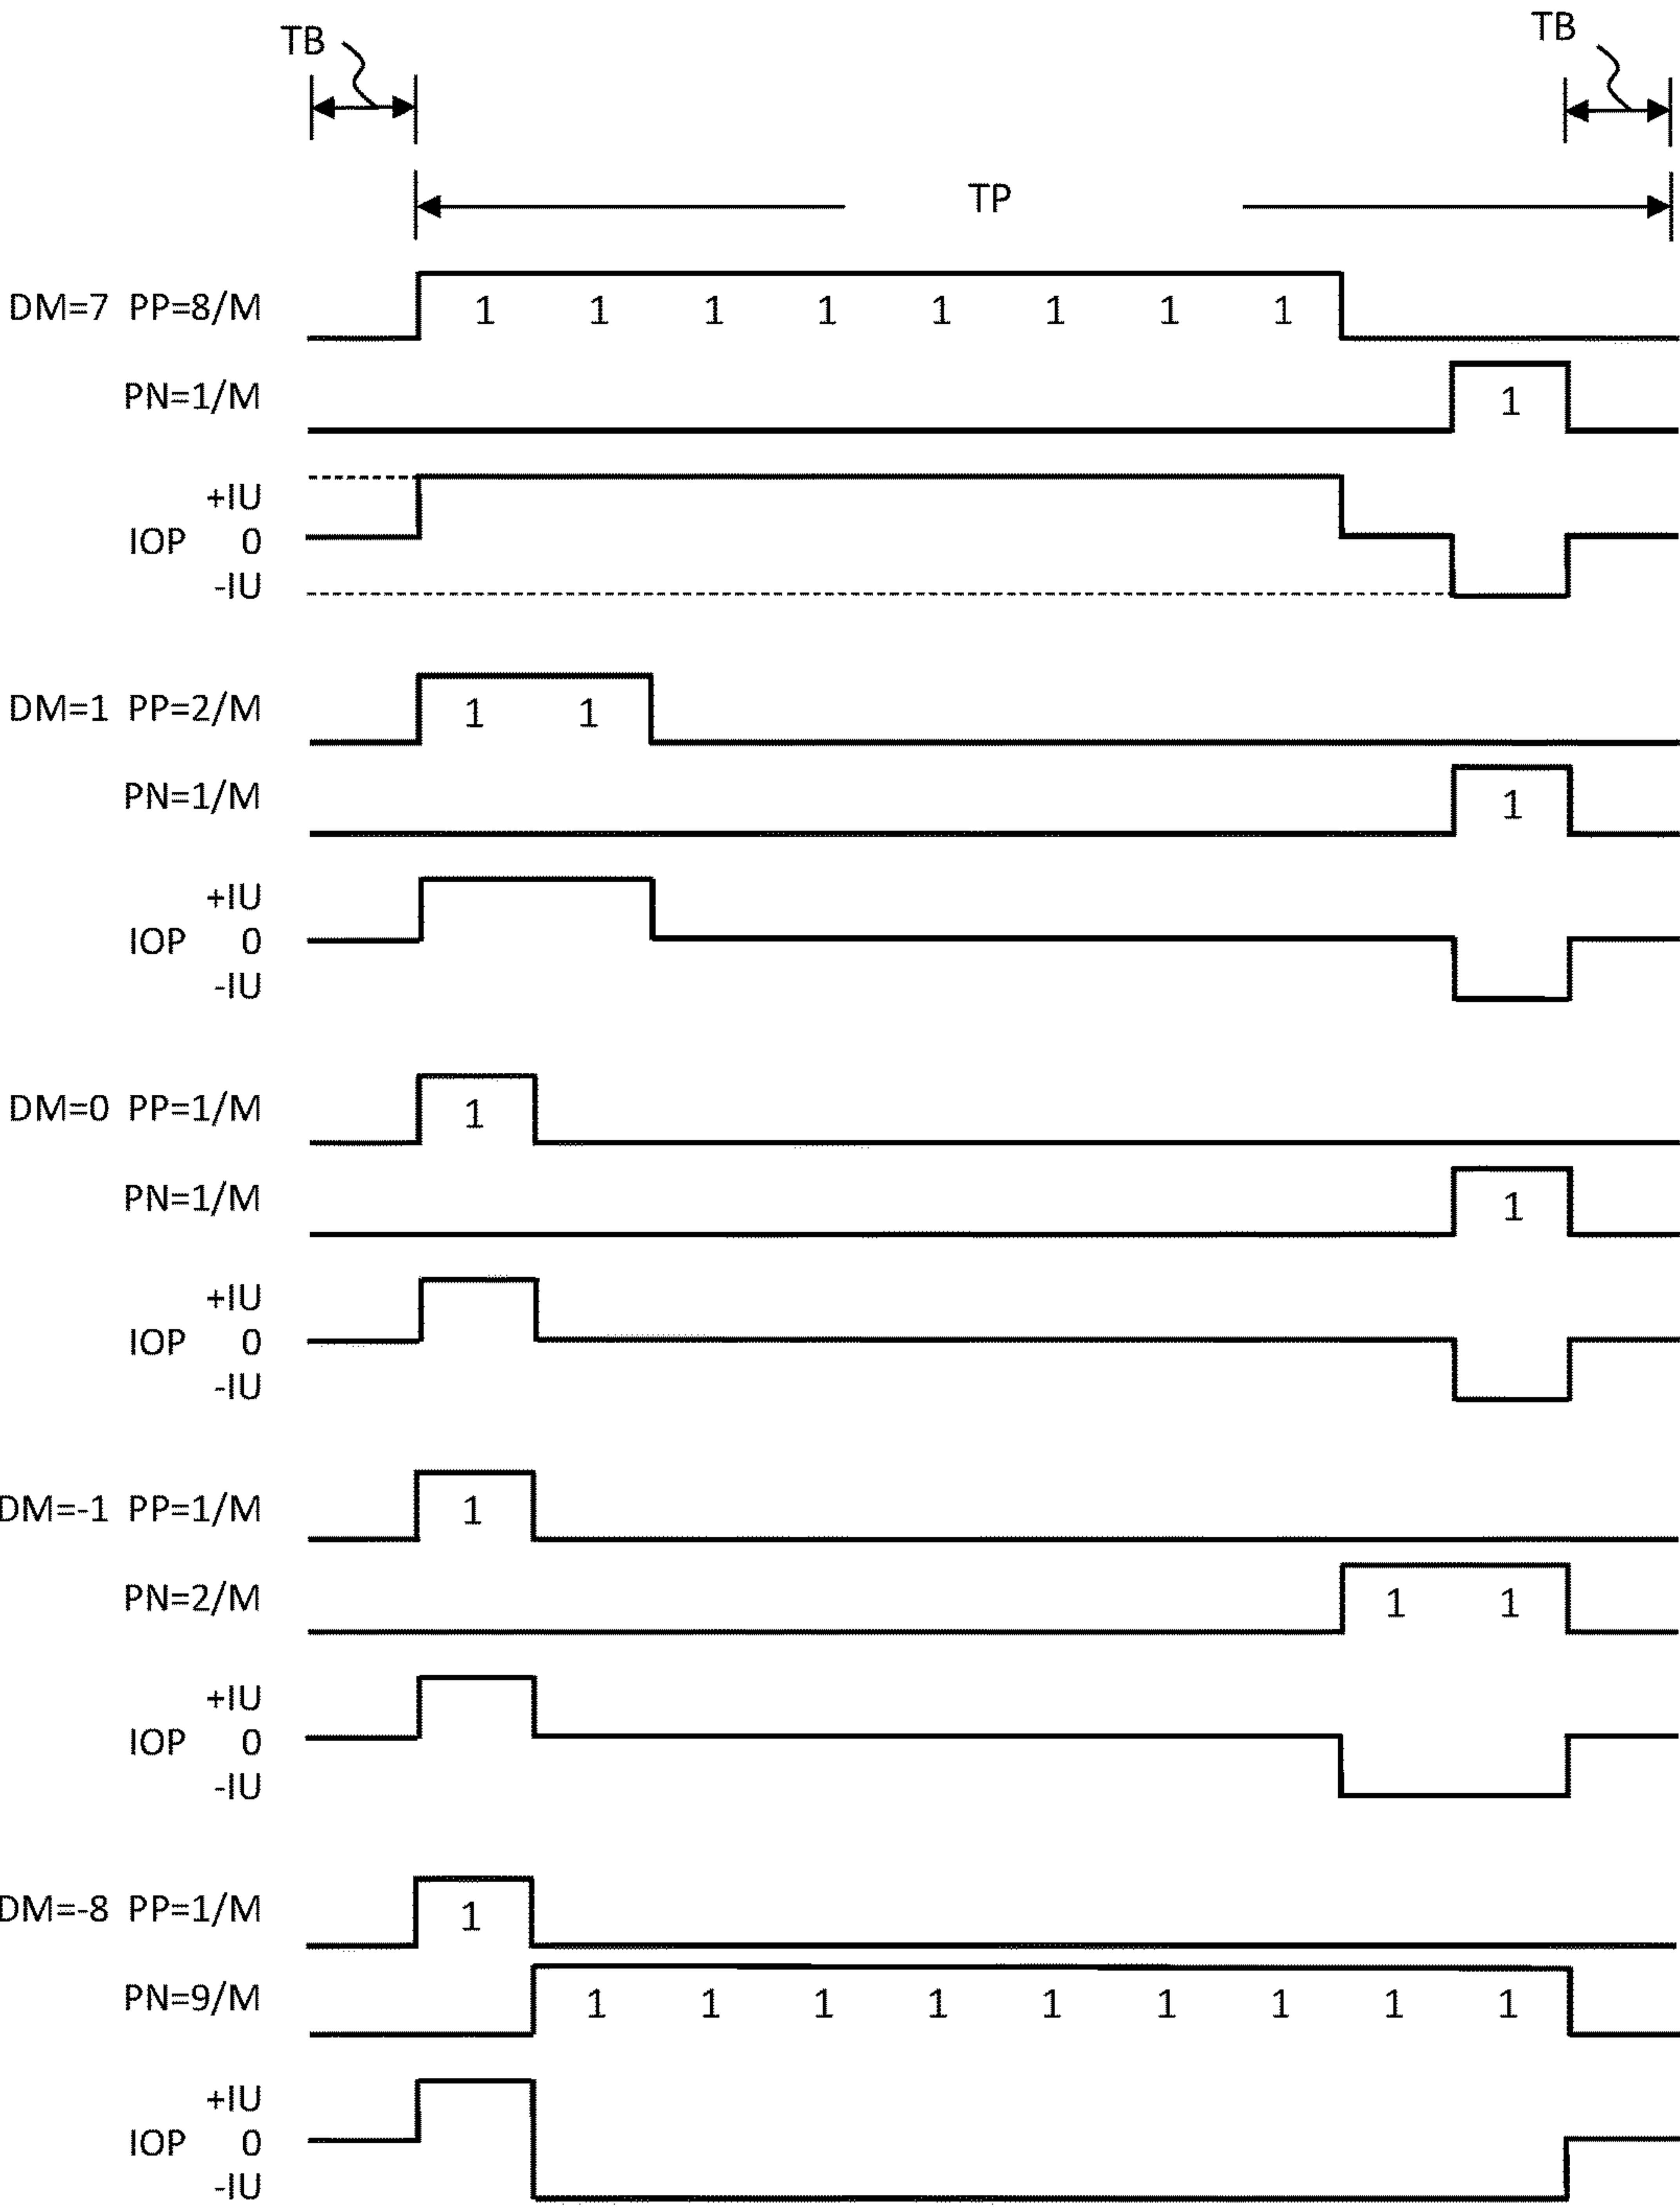 TB TB
TP
DM=7 PP=8/M 1 1 1 1 1 1 1 1
PN=1/M 1
+IU
IOP 0
-IU
DM=1 PP=2/M 1 1
PN=1/M 1
+IU
IOP 0
-IU
DM=0 PP=1/M 1
PN=1/M 1
+IU
IOP 0
-IU
DM=-1 PP=1/M 1
PN=2/M 1 1
+IU
IOP 0
-IU
DM=-8 PP=1/M 1
PN=9/M 1 1 1 1 1 1 1 1 1
+IU
IOP 0
-IU